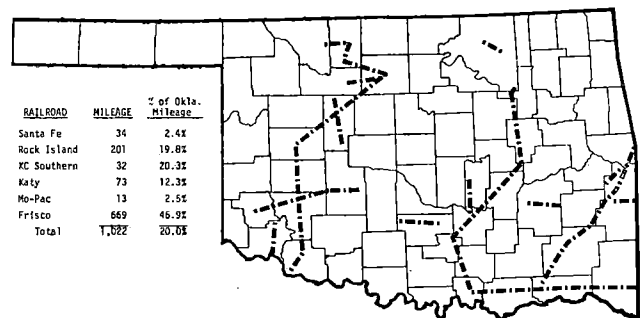 % of Okla.
RAILROAD MILEAGE Mileage
Santa Fe 34 2.4%
Rock Island 201 19.8%
KC Southern 32 20.3%
Katy 73 12.3%
Mo-Pac 13 2.5%
Frisco 669 46.9%
Total 1,022 20.0%